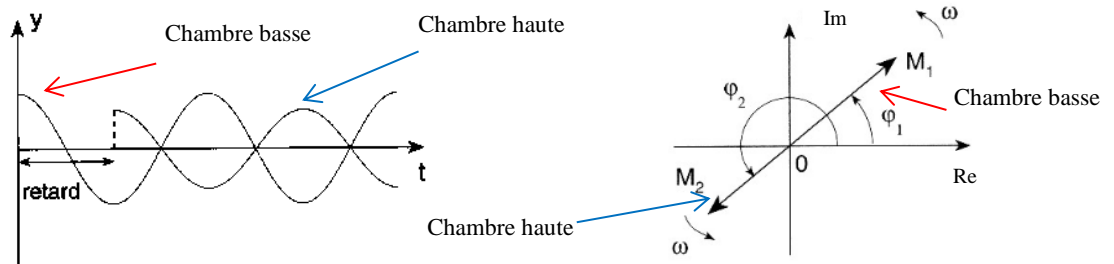 y
Chambre basse
Chambre haute
t
retard
Im
ω
M1
Chambre basse
φ2
φ1
0
Re
M2
Chambre haute
ω